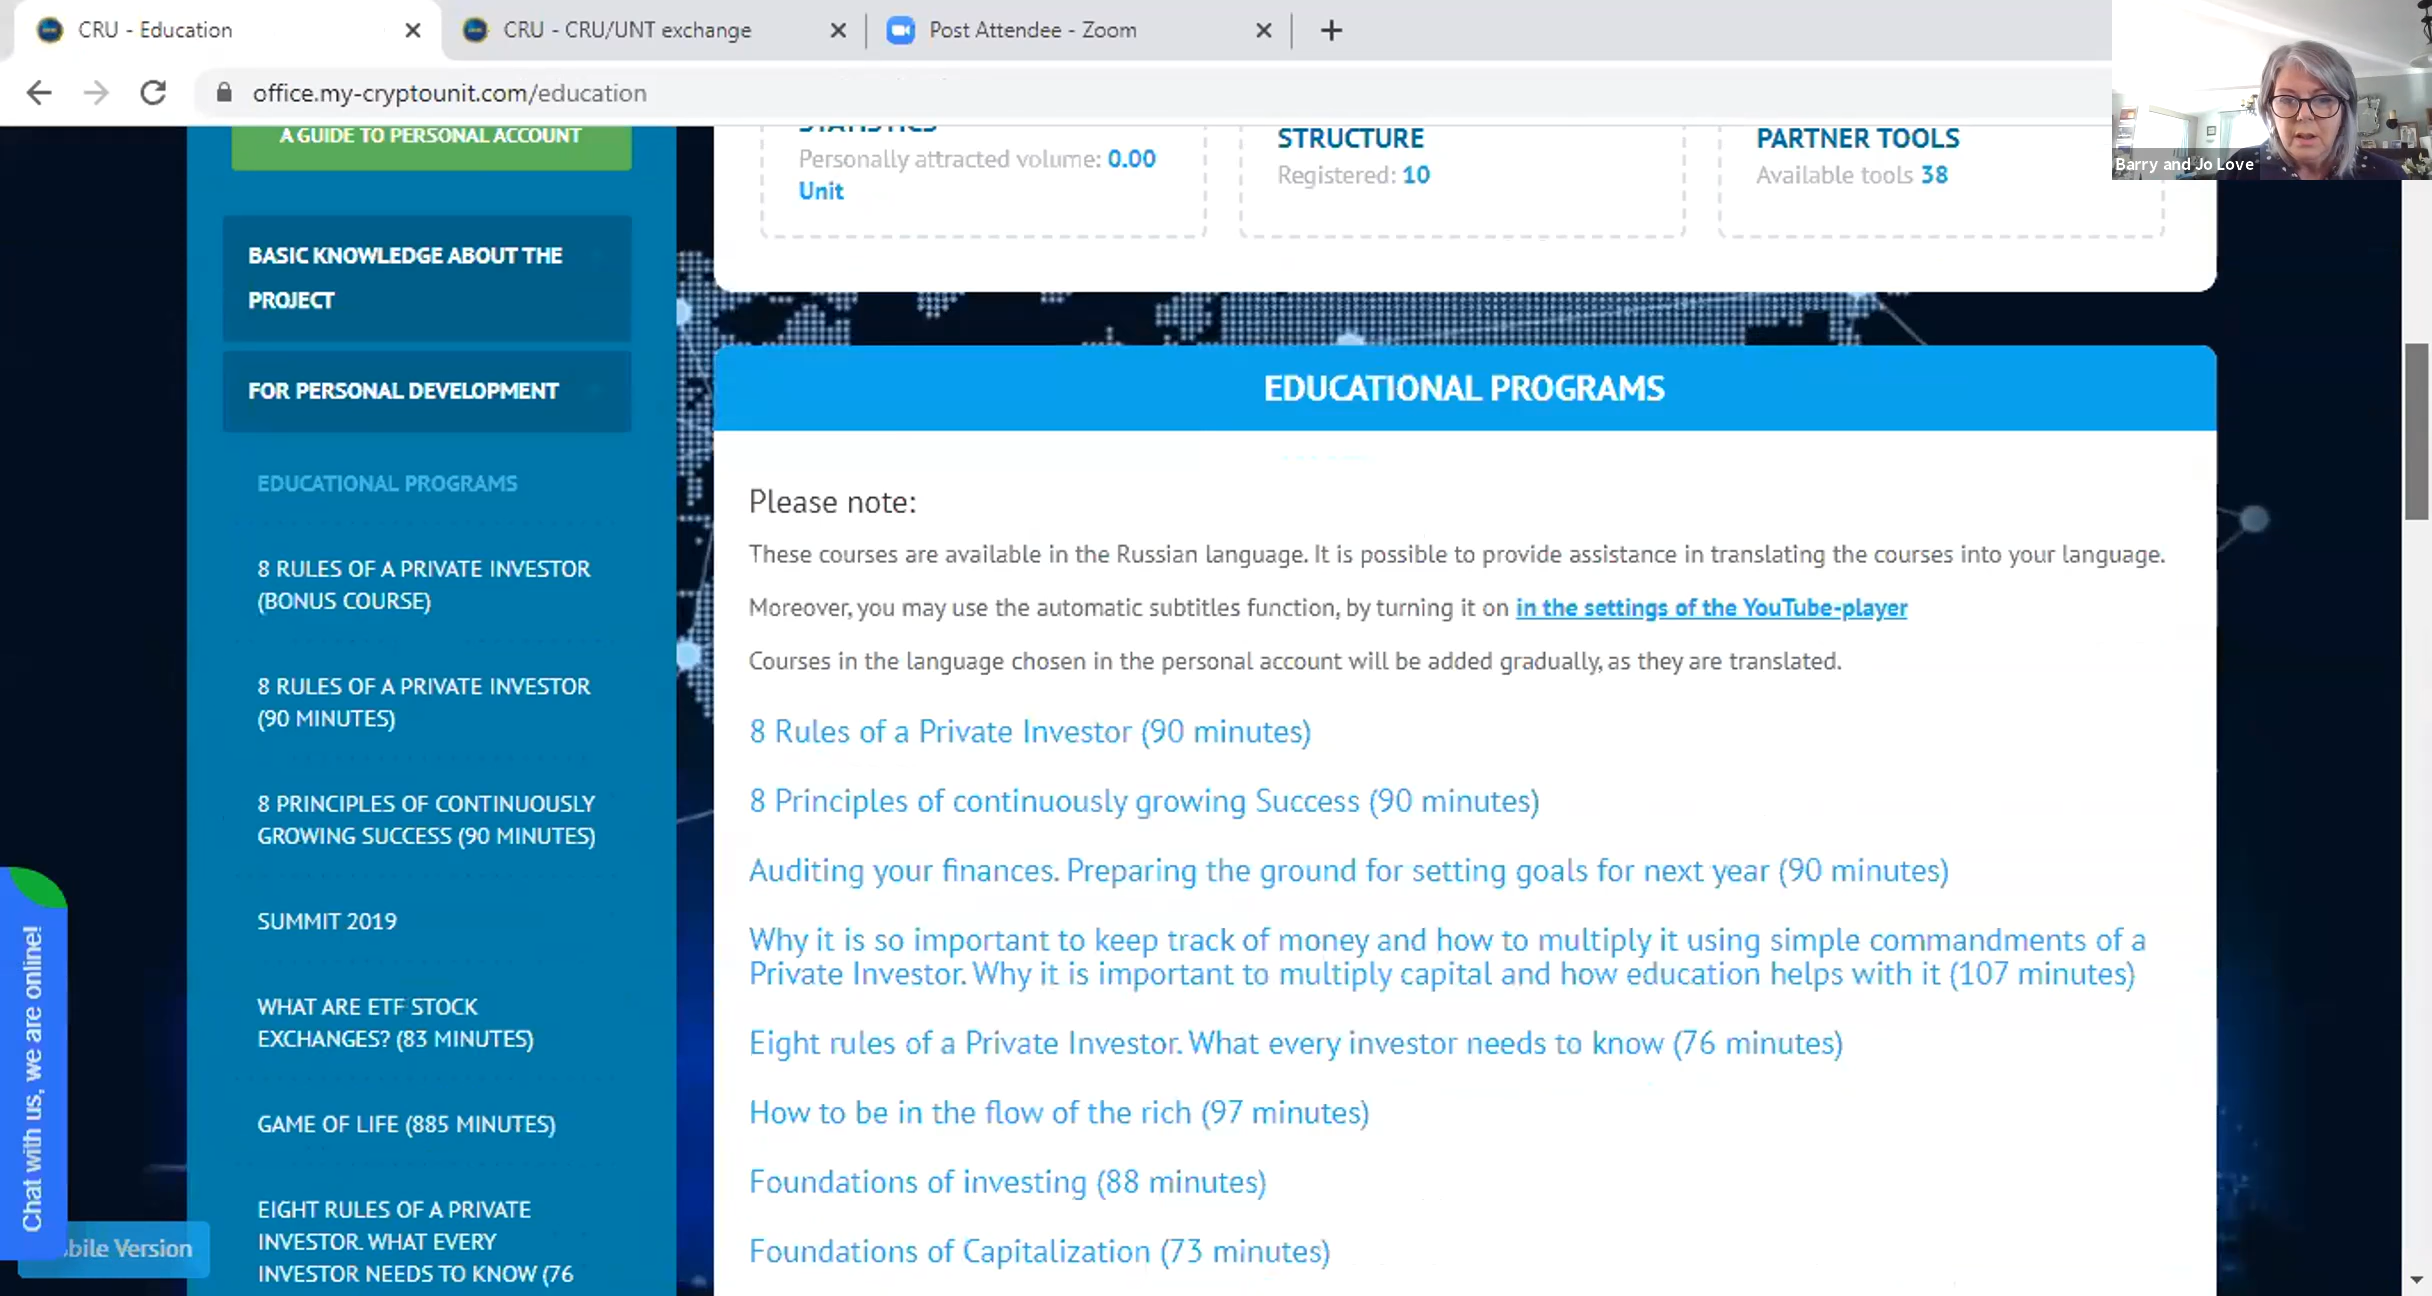 CRU - Education
CRU - CRU/UNT exchange
Post Attendee - Zoom
office.my-cryptounit.com/education
Barry and Jo Love
A GUIDE TO PERSONAL ACCOUNT
BASIC KNOWLEDGE ABOUT THE
PROJECT
FOR PERSONAL DEVELOPMENT
EDUCATIONAL PROGRAMS
8 RULES OF A PRIVATE INVESTOR
(BONUS COURSE)
8 RULES OF A PRIVATE INVESTOR
(90 MINUTES)
8 PRINCIPLES OF CONTINUOUSLY
GROWING SUCCESS (90 MINUTES)
SUMMIT 2019
WHAT ARE ETF STOCK
EXCHANGES? (83 MINUTES)
GAME OF LIFE (885 MINUTES)
EIGHT RULES OF A PRIVATE
INVESTOR. WHAT EVERY
INVESTOR NEEDS TO KNOW (76
Chat with us, we are online!
bile Version
STATISTICS
Personally attracted volume: 0.00
Unit
STRUCTURE
Registered: 10
PARTNER TOOLS
Available tools 38
EDUCATIONAL PROGRAMS
Please note:
These courses are available in the Russian language. It is possible to provide assistance in translating the courses into your language.
Moreover, you may use the automatic subtitles function, by turning it on in the settings of the YouTube-player
Courses in the language chosen in the personal account will be added gradually, as they are translated.
8 Rules of a Private Investor (90 minutes)
8 Principles of continuously growing Success (90 minutes)
Auditing your finances. Preparing the ground for setting goals for next year (90 minutes)
Why it is so important to keep track of money and how to multiply it using simple commandments of a
Private Investor. Why it is important to multiply capital and how education helps with it (107 minutes)
Eight rules of a Private Investor. What every investor needs to know (76 minutes)
How to be in the flow of the rich (97 minutes)
Foundations of investing (88 minutes)
Foundations of Capitalization (73 minutes)